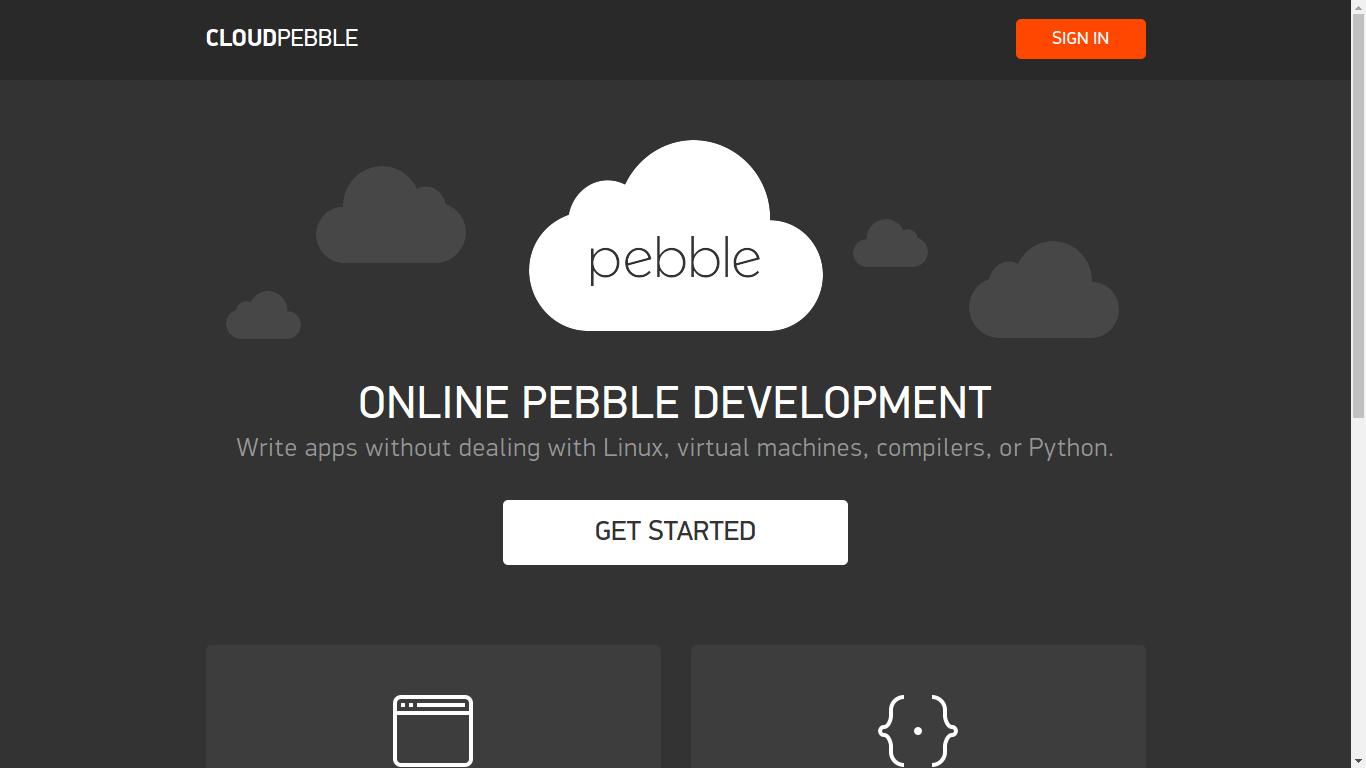 CLOUDPEBBLE
SIGN IN
pebble
ONLINE PEBBLE DEVELOPMENT
Write apps without dealing with Linux, virtual machines, compilers, or Python.
GET STARTED